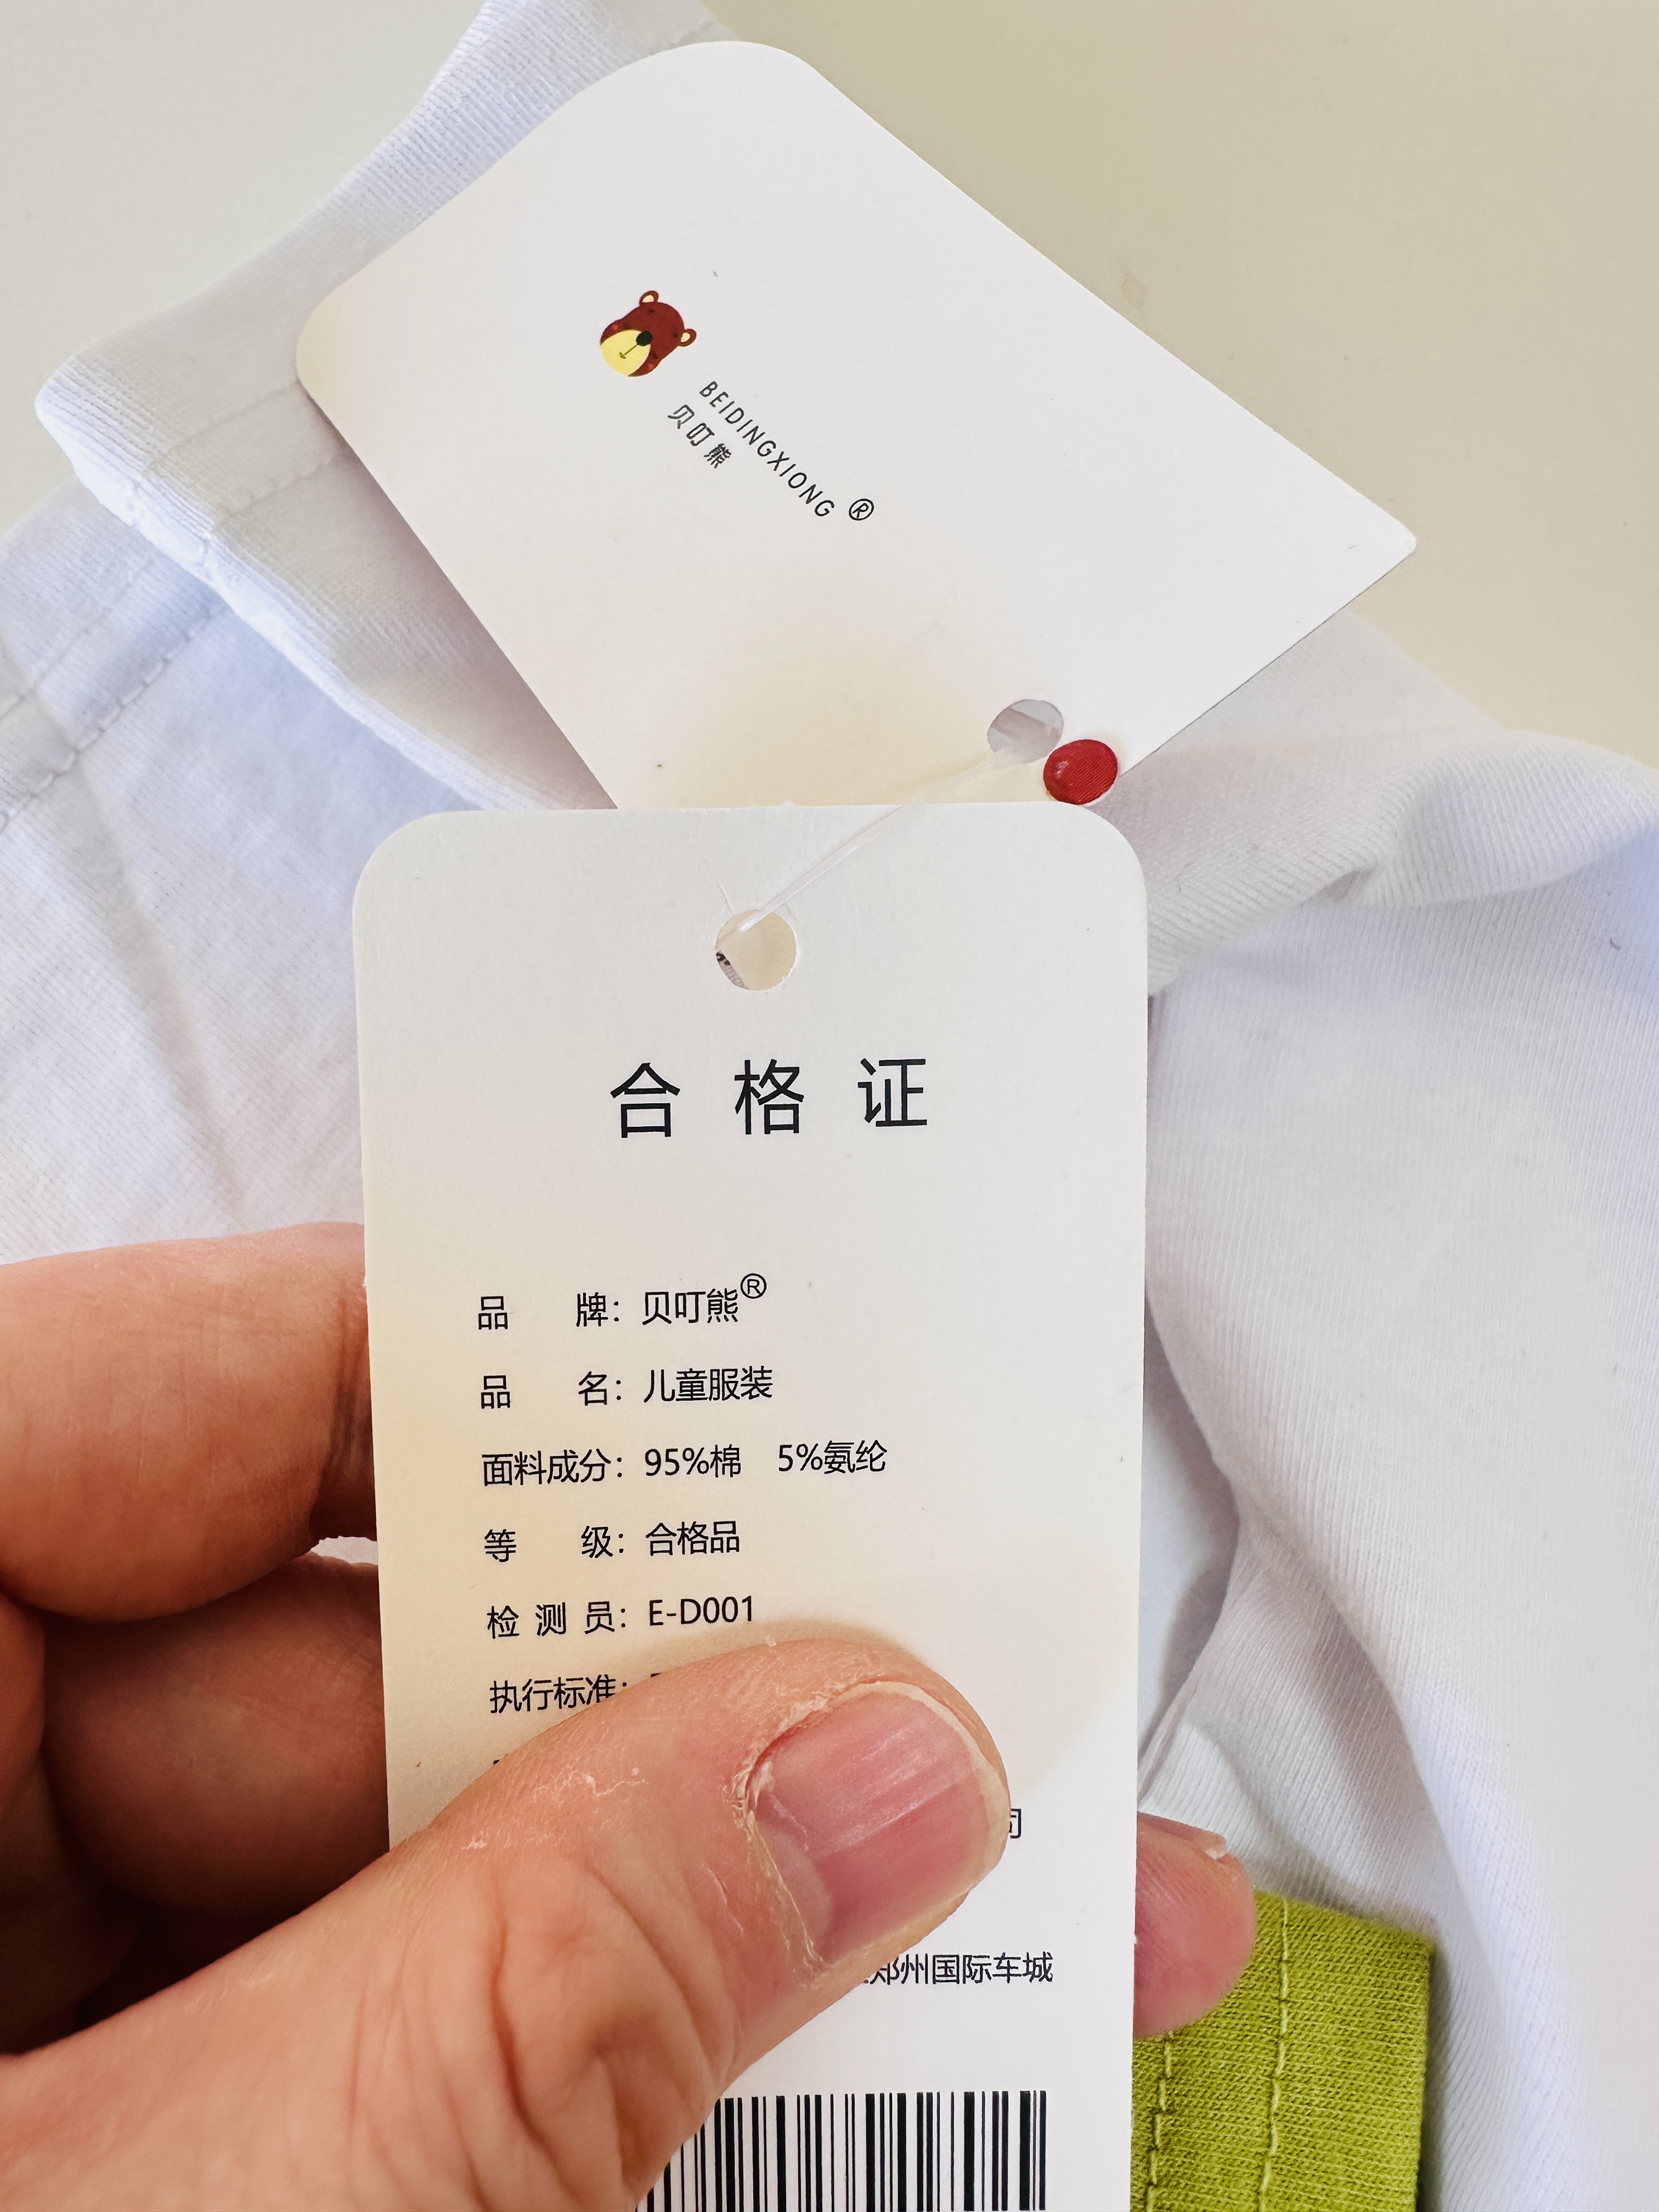 BEIDINGXIONG ®
贝叮熊
合格证
品牌：贝叮熊®
品名：儿童服装
面料成分：95%棉 5%氨纶
等级：合格品
检测员：E-D001
执行标准：
司
郑州国际车城